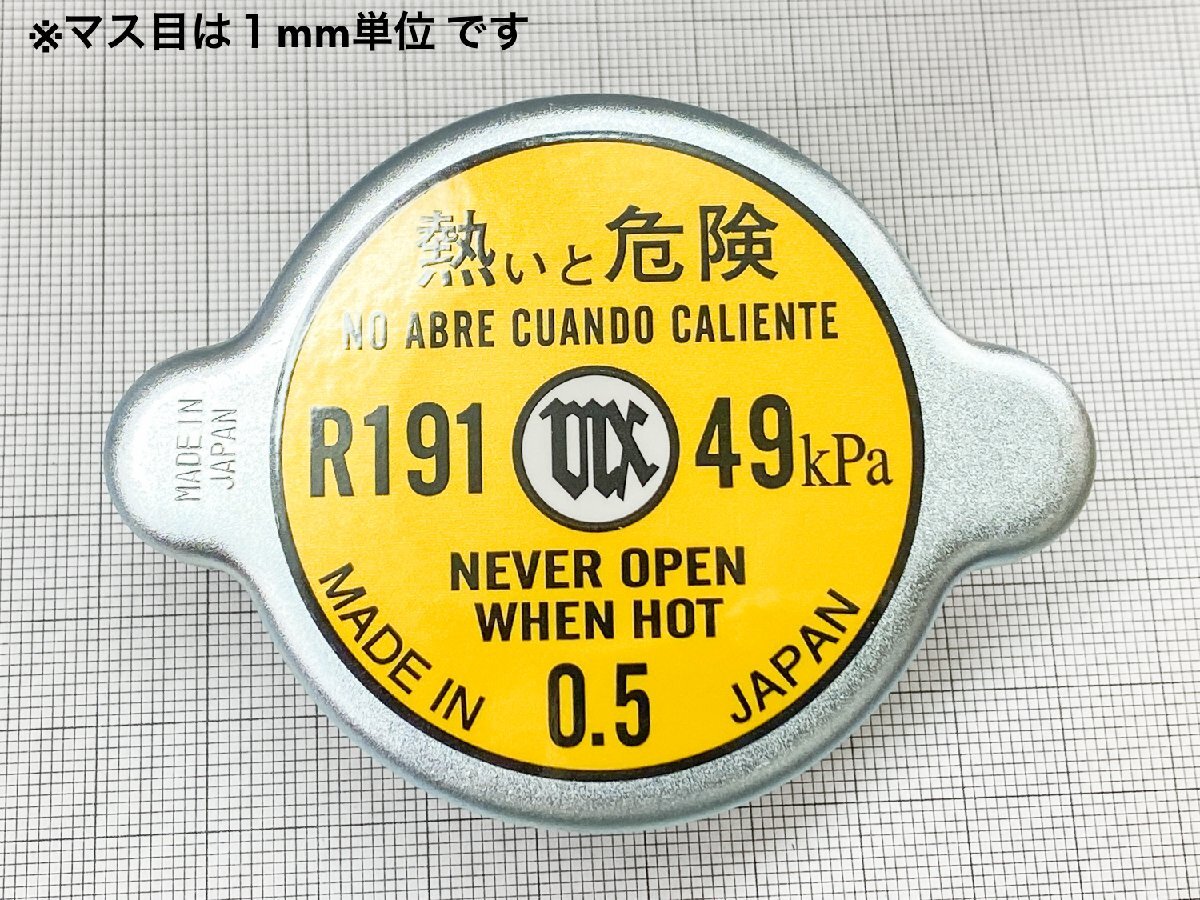 ※マス目は１mm単位 です
熱いと危険
NO ABRE CUANDO CALIENTE
R191
49kPa
NEVER OPEN
WHEN HOT
0.5
MADE IN JAPAN
MADE IN
JAPAN